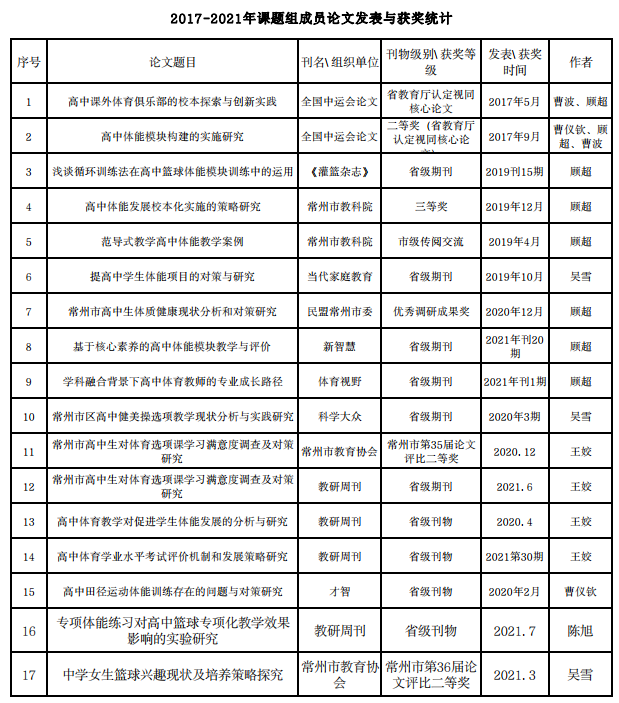 2017-2021年课题组成员论文发表与获奖统计
序号 论文题目 刊名\组织单位 刊物级别\获奖等级 发表\获奖时间 作者
1 高中课外体育俱乐部的校本探索与创新实践 全国中运会论文 省教育厅认定视同核心论文 2017年5月 曹波、顾超
2 高中体能模块构建的实施研究 全国中运会论文 二等奖（省教育厅认定视同核心论文） 2017年9月 曹仪钦、顾超、曹波
3 浅谈循环训练法在高中篮球体能模块训练中的运用 《灌篮杂志》 省级期刊 2019刊15期 顾超
4 高中体能发展校本化实施的策略研究 常州市教科院 三等奖 2019年12月 顾超
5 范导式教学高中体能教学案例 常州市教科院 市级传阅交流 2019年4月 顾超
6 提高中学生体能项目的对策与研究 当代家庭教育 省级期刊 2019年10月 吴雪
7 常州市高中生体质健康现状分析和对策研究 民盟常州市委 优秀调研成果奖 2020年12月 顾超
8 基于核心素养的高中体能模块教学与评价 新智慧 省级期刊 2021年刊20期 顾超
9 学科融合背景下高中体育教师的专业成长路径 体育视野 省级期刊 2021年刊1期 顾超
10 常州市区高中健美操选项教学现状分析与实践研究 科学大众 省级期刊 2020年3期 吴雪
11 常州市高中生对体育选项课学习满意度调查及对策研究 常州市教育协会 常州市第35届论文评比二等奖 2020.12 王姣
12 常州市高中生对体育选项课学习满意度调查及对策研究 教研周刊 省级期刊 2021.6 王姣
13 高中体育教学对促进学生体能发展的分析与研究 教研周刊 省级刊物 2020.4 王姣
14 高中体育学业水平考试评价机制和发展策略研究 教研周刊 省级刊物 2021第30期 王姣
15 高中田径运动体能训练存在的问题与对策研究 才智 省级刊物 2020年2月 曹仪钦
16 专项体能练习对高中篮球专项化教学效果影响的实验研究 教研周刊 省级刊物 2021.7 陈旭
17 中学女生篮球兴趣现状及培养策略探究 常州市教育协会 常州市第36届论文评比二等奖 2021.3 吴雪